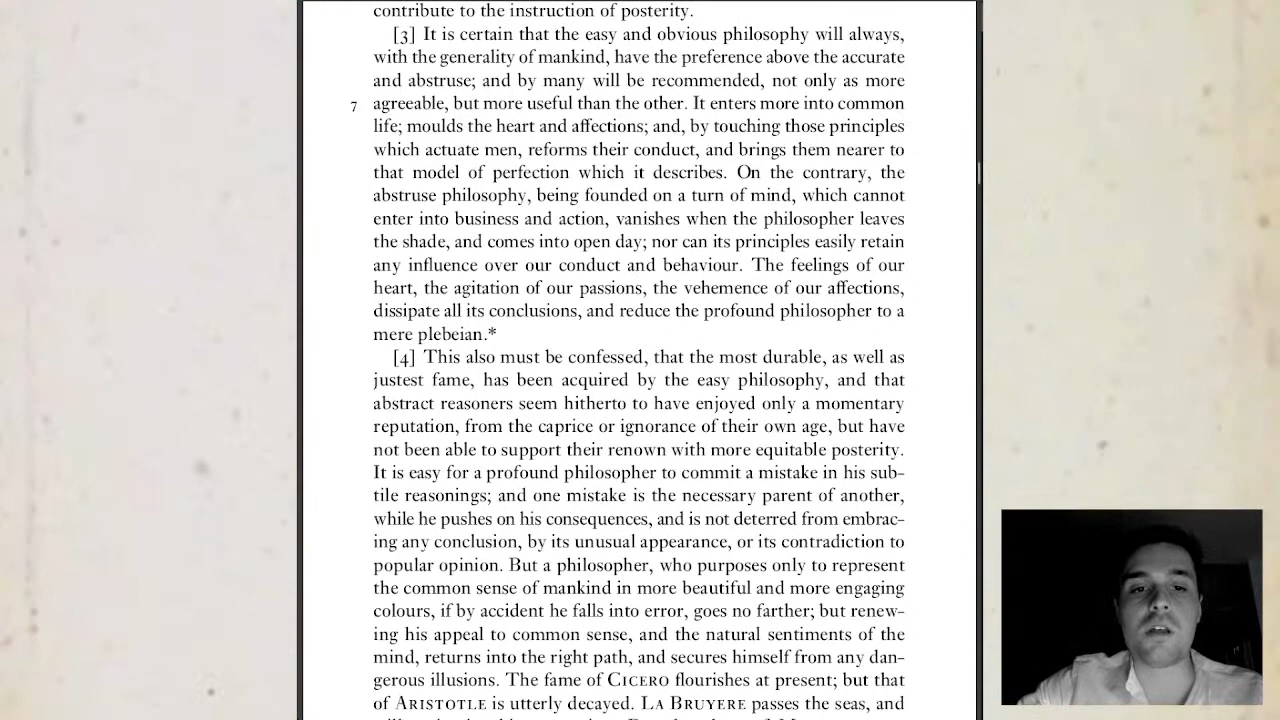 contribute to the instruction of posterity.
[3] It is certain that the easy and obvious philosophy will always,
with the generality of mankind, have the preference above the accurate
and abstruse; and by many will be recommended, not only as more
7 agreeable, but more useful than the other. It enters more into common
life; moulds the heart and affections; and, by touching those principles
which actuate men, reforms their conduct, and brings them nearer to
that model of perfection which it describes. On the contrary, the
abstruse philosophy, being founded on a turn of mind, which cannot
enter into business and action, vanishes when the philosopher leaves
the shade, and comes into open day; nor can its principles easily retain
any influence over our conduct and behaviour. The feelings of our
heart, the agitation of our passions, the vehemence of our affections,
dissipate all its conclusions, and reduce the profound philosopher to a
mere plebeian.*
[4] This also must be confessed, that the most durable, as well as
justest fame, has been acquired by the easy philosophy, and that
abstract reasoners seem hitherto to have enjoyed only a momentary
reputation, from the caprice or ignorance of their own age, but have
not been able to support their renown with more equitable posterity.
It is easy for a profound philosopher to commit a mistake in his sub-
tile reasonings; and one mistake is the necessary parent of another,
while he pushes on his consequences, and is not deterred from embrac-
ing any conclusion, by its unusual appearance, or its contradiction to
popular opinion. But a philosopher, who purposes only to represent
the common sense of mankind in more beautiful and more engaging
colours, if by accident he falls into error, goes no farther; but renew-
ing his appeal to common sense, and the natural sentiments of the
mind, returns into the right path, and secures himself from any dan-
gerous illusions. The fame of CICERO flourishes at present; but that
of ARISTOTLE is utterly decayed. LA BRUYERE passes the seas, and